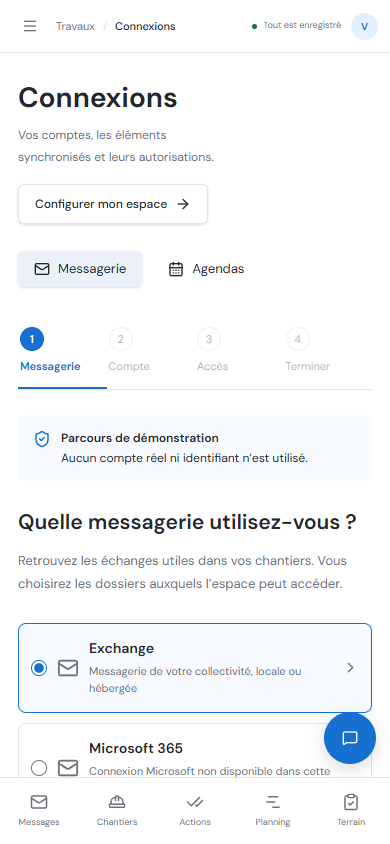 Travaux / Connexions
Tout est enregistré
V
Connexions
Vos comptes, les éléments
synchronisés et leurs autorisations.
Configurer mon espace
Messagerie
Agendas
1
2
3
4
Messagerie
Compte
Accès
Terminer
Parcours de démonstration
Aucun compte réel ni identifiant n’est utilisé.
Quelle messagerie utilisez-vous ?
Retrouvez les échanges utiles dans vos chantiers. Vous
choisirez les dossiers auxquels l’espace peut accéder.
Exchange
Messagerie de votre collectivité, locale ou
hébergée
Microsoft 365
Connexion Microsoft non disponible dans cette
Messages
Chantiers
Actions
Planning
Terrain